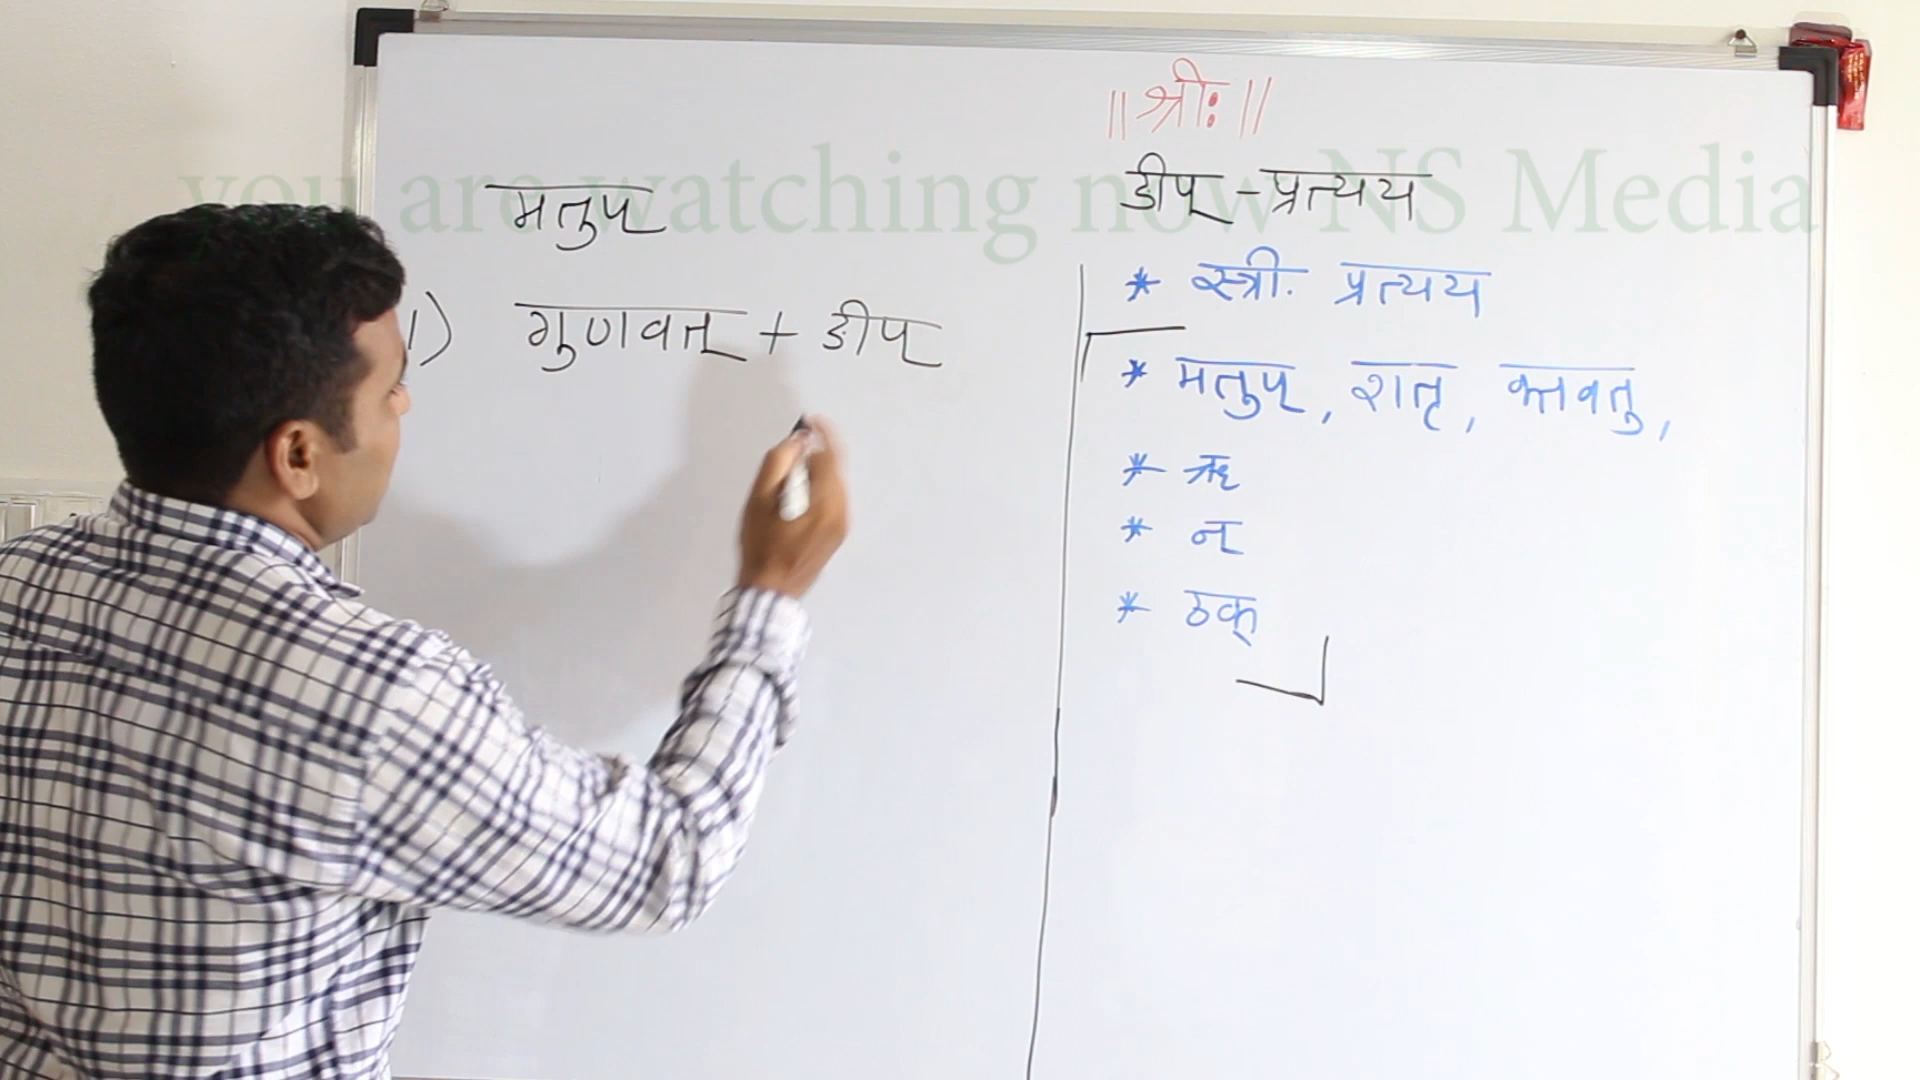 ॥ श्रीः ॥
you are watching now NS Media
ङीप् - प्रत्यय
* स्त्री. प्रत्यय
* मतुप्, शतृ, क्तवतु,
* ऋ
* न्
* ठक्
मतुप्
1) गुणवत् + ङीप्